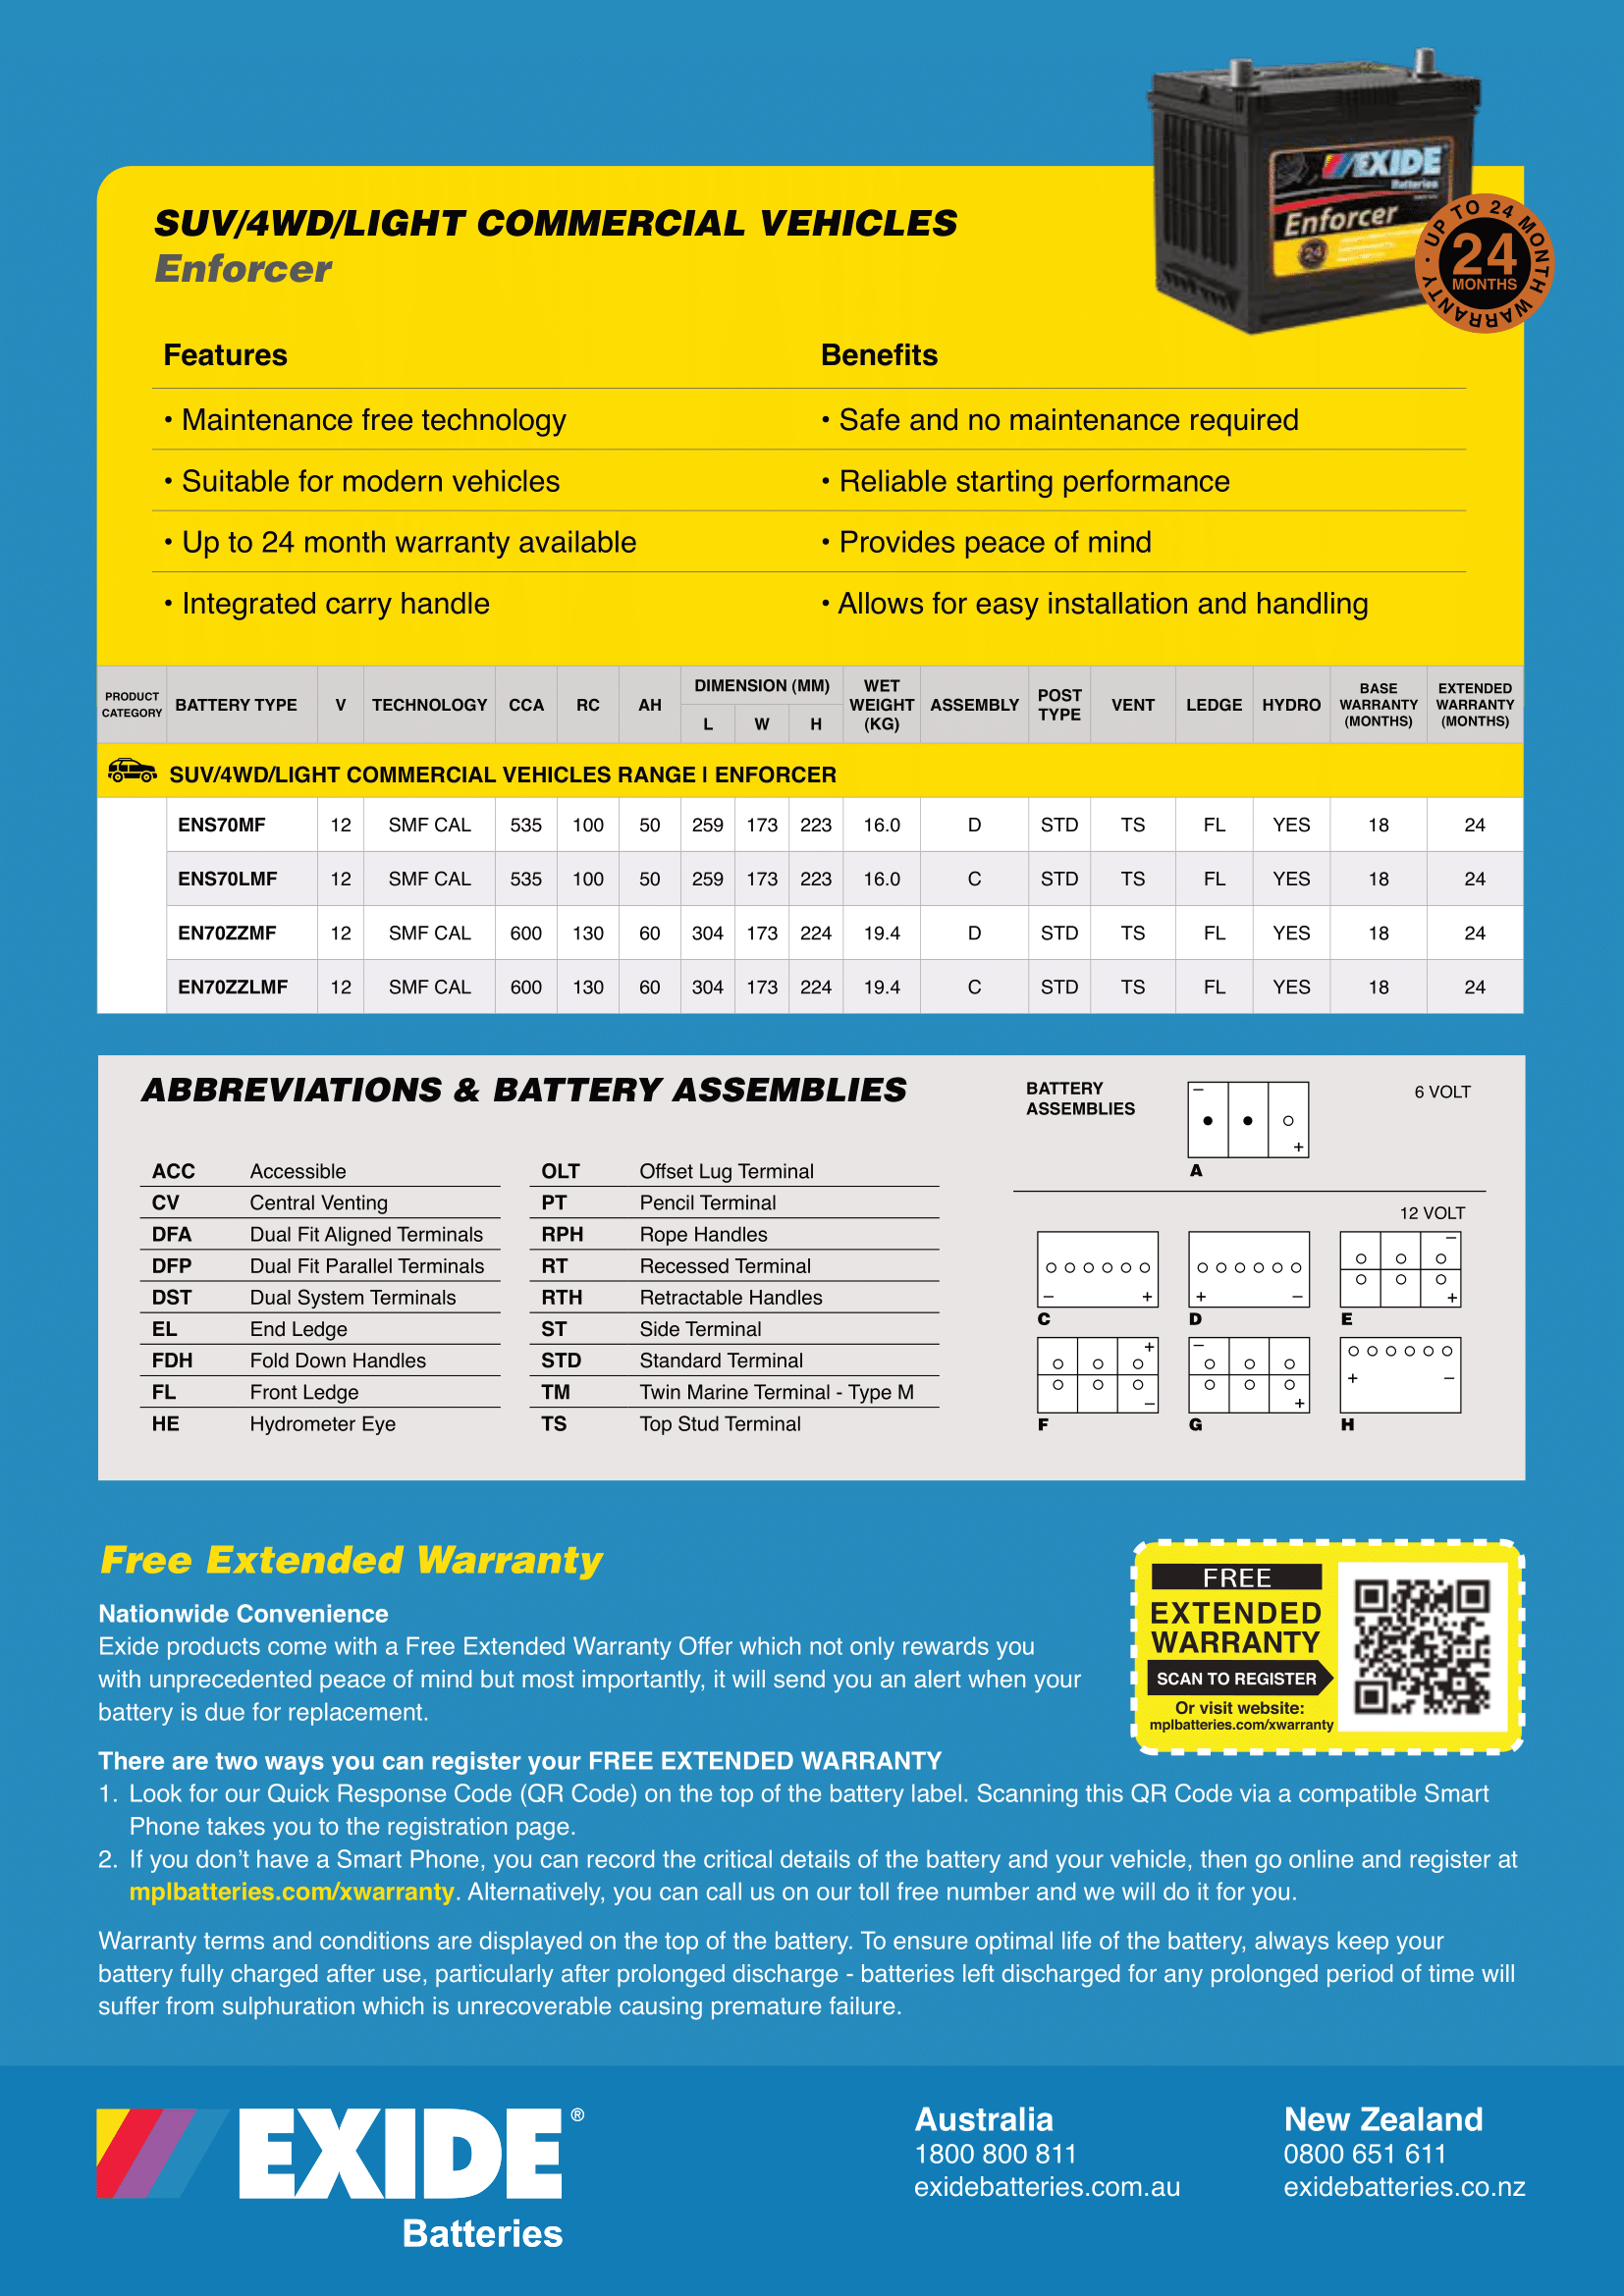 EXIDE
Batteries
Enforcer
24
UP TO 24 MONTH WARRANTY •
24
MONTHS
SUV/4WD/LIGHT COMMERCIAL VEHICLES
Enforcer
Features Benefits
• Maintenance free technology • Safe and no maintenance required
• Suitable for modern vehicles • Reliable starting performance
• Up to 24 month warranty available • Provides peace of mind
• Integrated carry handle • Allows for easy installation and handling
PRODUCT CATEGORY BATTERY TYPE V TECHNOLOGY CCA RC AH DIMENSION (MM) L W H WET WEIGHT (KG) ASSEMBLY POST TYPE VENT LEDGE HYDRO BASE WARRANTY (MONTHS) EXTENDED WARRANTY (MONTHS)
SUV/4WD/LIGHT COMMERCIAL VEHICLES RANGE | ENFORCER
ENS70MF 12 SMF CAL 535 100 50 259 173 223 16.0 D STD TS FL YES 18 24
ENS70LMF 12 SMF CAL 535 100 50 259 173 223 16.0 C STD TS FL YES 18 24
EN70ZZMF 12 SMF CAL 600 130 60 304 173 224 19.4 D STD TS FL YES 18 24
EN70ZZLMF 12 SMF CAL 600 130 60 304 173 224 19.4 C STD TS FL YES 18 24
ABBREVIATIONS & BATTERY ASSEMBLIES
ACC Accessible
CV Central Venting
DFA Dual Fit Aligned Terminals
DFP Dual Fit Parallel Terminals
DST Dual System Terminals
EL End Ledge
FDH Fold Down Handles
FL Front Ledge
HE Hydrometer Eye
OLT Offset Lug Terminal
PT Pencil Terminal
RPH Rope Handles
RT Recessed Terminal
RTH Retractable Handles
ST Side Terminal
STD Standard Terminal
TM Twin Marine Terminal - Type M
TS Top Stud Terminal
BATTERY
ASSEMBLIES
6 VOLT
− +
A
12 VOLT
− + + − − +
C D E
+ − − + + −
F G H
Free Extended Warranty
Nationwide Convenience
Exide products come with a Free Extended Warranty Offer which not only rewards you
with unprecedented peace of mind but most importantly, it will send you an alert when your
battery is due for replacement.
FREE
EXTENDED
WARRANTY
SCAN TO REGISTER
Or visit website:
mplbatteries.com/xwarranty
There are two ways you can register your FREE EXTENDED WARRANTY
1. Look for our Quick Response Code (QR Code) on the top of the battery label. Scanning this QR Code via a compatible Smart
Phone takes you to the registration page.
2. If you don’t have a Smart Phone, you can record the critical details of the battery and your vehicle, then go online and register at
mplbatteries.com/xwarranty. Alternatively, you can call us on our toll free number and we will do it for you.
Warranty terms and conditions are displayed on the top of the battery. To ensure optimal life of the battery, always keep your
battery fully charged after use, particularly after prolonged discharge - batteries left discharged for any prolonged period of time will
suffer from sulphuration which is unrecoverable causing premature failure.
EXIDE®
Batteries
Australia
1800 800 811
exidebatteries.com.au
New Zealand
0800 651 611
exidebatteries.co.nz